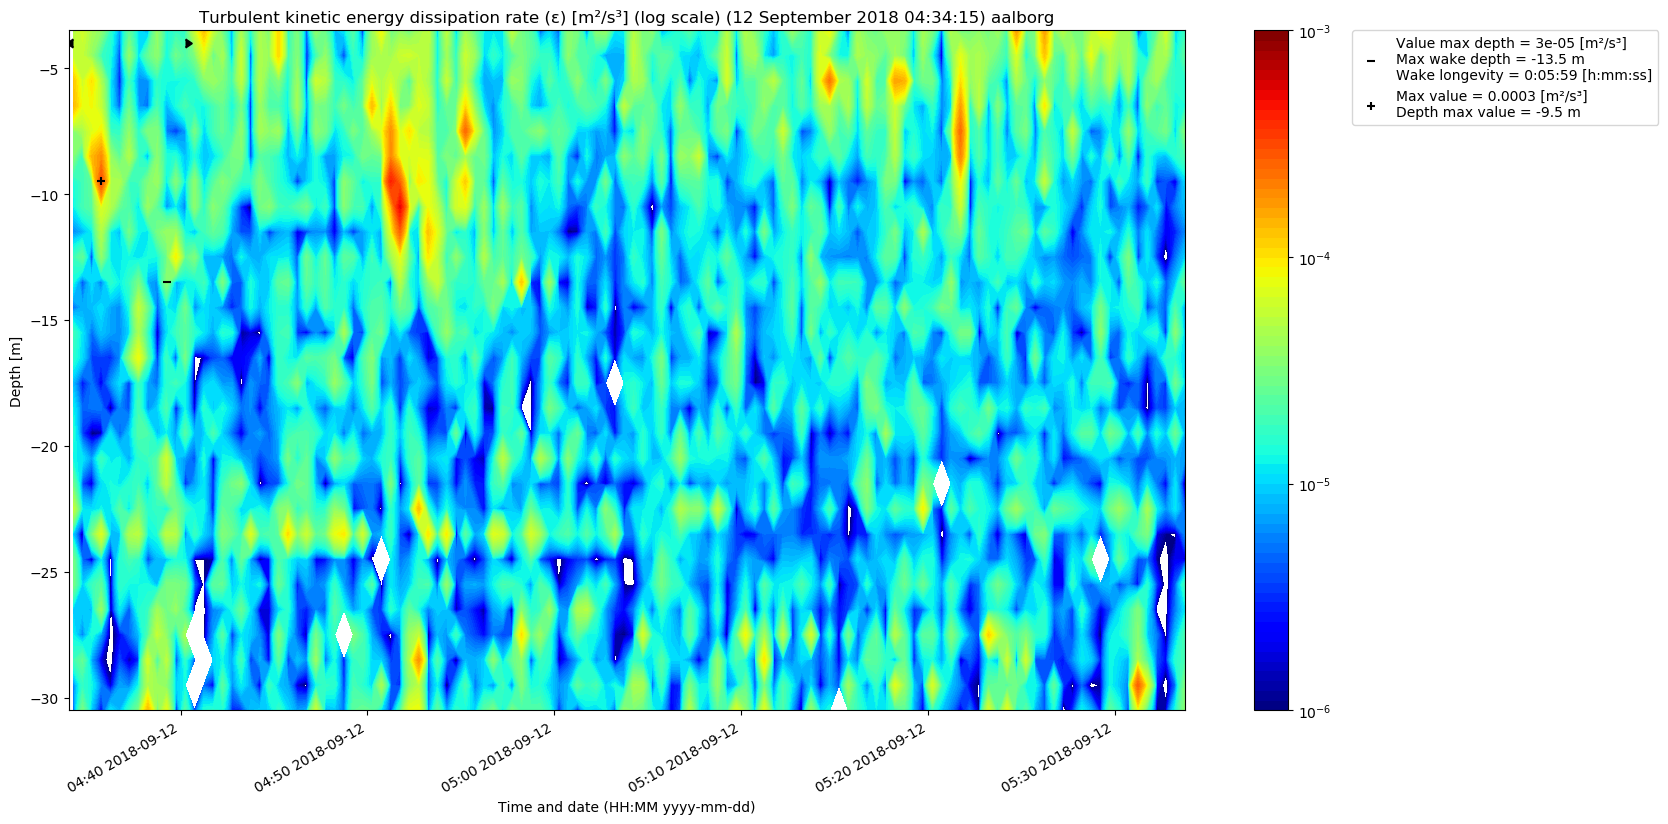 Turbulent kinetic energy dissipation rate (ε) [m²/s³] (log scale) (12 September 2018 04:34:15) aalborg
Value max depth = 3e-05 [m²/s³]
Max wake depth = -13.5 m
Wake longevity = 0:05:59 [h:mm:ss]
Max value = 0.0003 [m²/s³]
Depth max value = -9.5 m
Depth [m]
−5
−10
−15
−20
−25
−30
10⁻³
10⁻⁴
10⁻⁵
10⁻⁶
04:40 2018-09-12
04:50 2018-09-12
05:00 2018-09-12
05:10 2018-09-12
05:20 2018-09-12
05:30 2018-09-12
Time and date (HH:MM yyyy-mm-dd)